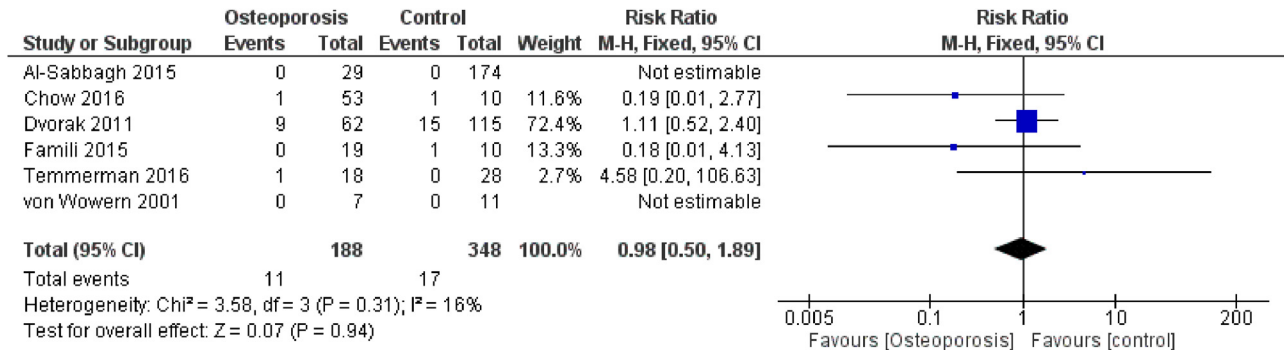 Osteoporosis Control Risk Ratio Risk Ratio
Study or Subgroup Events Total Events Total Weight M-H, Fixed, 95% CI M-H, Fixed, 95% CI
Al-Sabbagh 2015 0 29 0 174 Not estimable
Chow 2016 1 53 1 10 11.6% 0.19 [0.01, 2.77]
Dvorak 2011 9 62 15 115 72.4% 1.11 [0.52, 2.40]
Famili 2015 0 19 1 10 13.3% 0.18 [0.01, 4.13]
Temmerman 2016 1 18 0 28 2.7% 4.58 [0.20, 106.63]
von Wowern 2001 0 7 0 11 Not estimable
Total (95% CI) 188 348 100.0% 0.98 [0.50, 1.89]
Total events 11 17
Heterogeneity: Chi² = 3.58, df = 3 (P = 0.31); I² = 16%
Test for overall effect: Z = 0.07 (P = 0.94)
0.005 0.1 1 10 200
Favours [Osteoporosis] Favours [control]